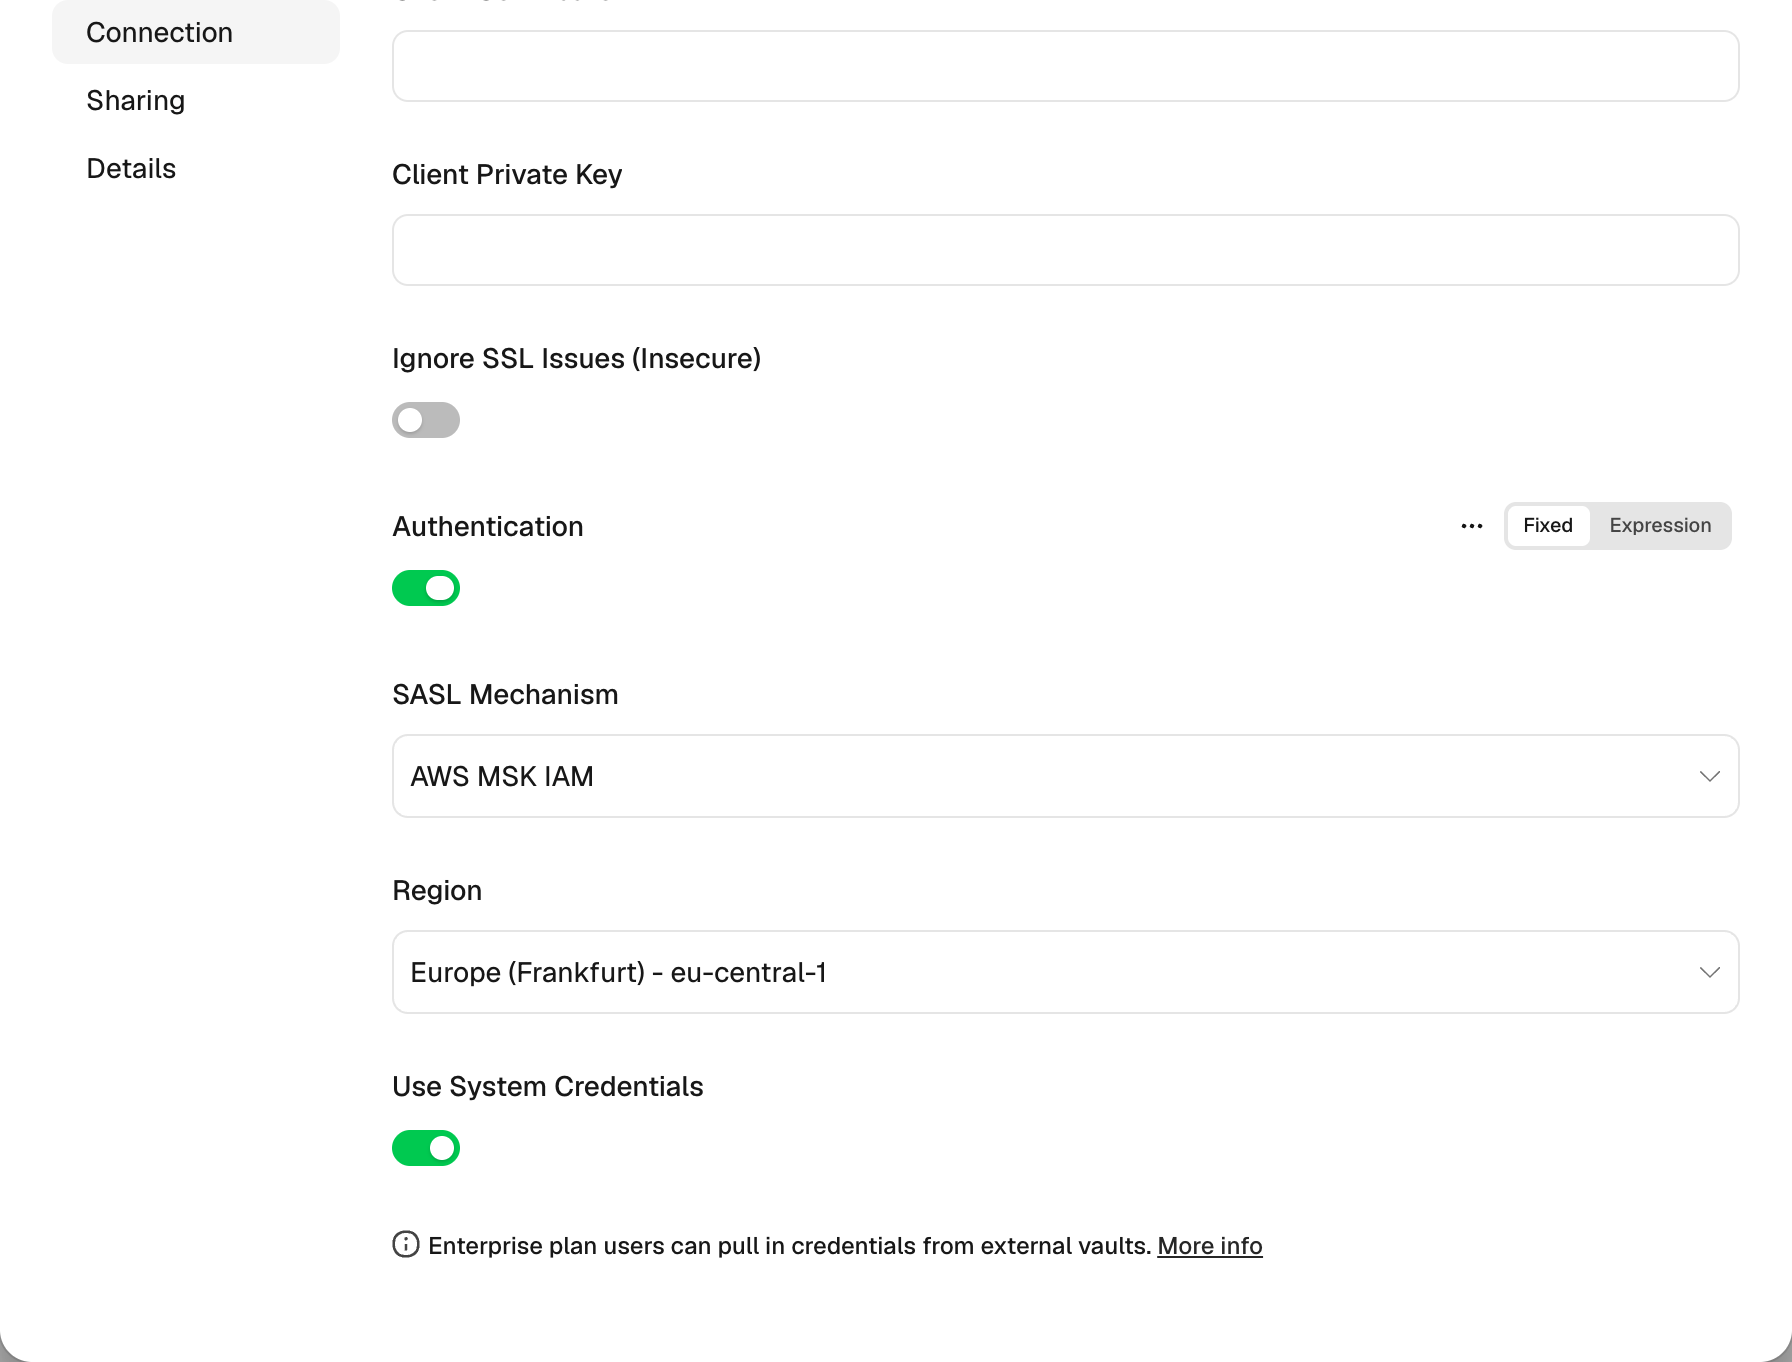 Connection
Sharing
Details
Client Private Key
Ignore SSL Issues (Insecure)
Authentication
Fixed
Expression
SASL Mechanism
AWS MSK IAM
Region
Europe (Frankfurt) - eu-central-1
Use System Credentials
Enterprise plan users can pull in credentials from external vaults. More info